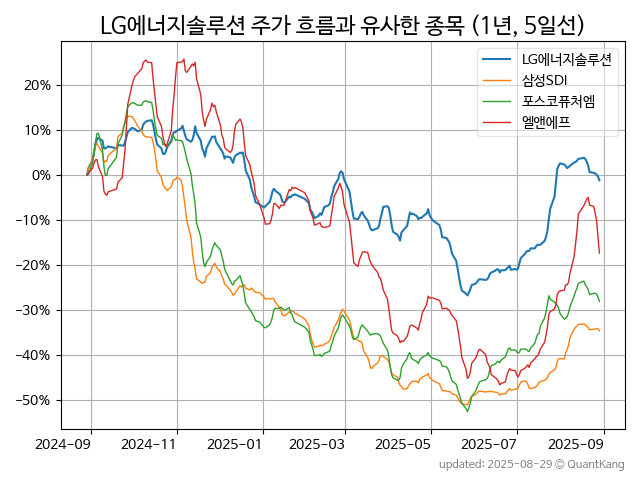 LG에너지솔루션 주가 흐름과 유사한 종목 (1년, 5일선)
LG에너지솔루션
삼성SDI
포스코퓨처엠
엘앤에프
20%
10%
0%
−10%
−20%
−30%
−40%
−50%
2024-09 2024-11 2025-01 2025-03 2025-05 2025-07 2025-09
updated: 2025-08-29 © QuantKang